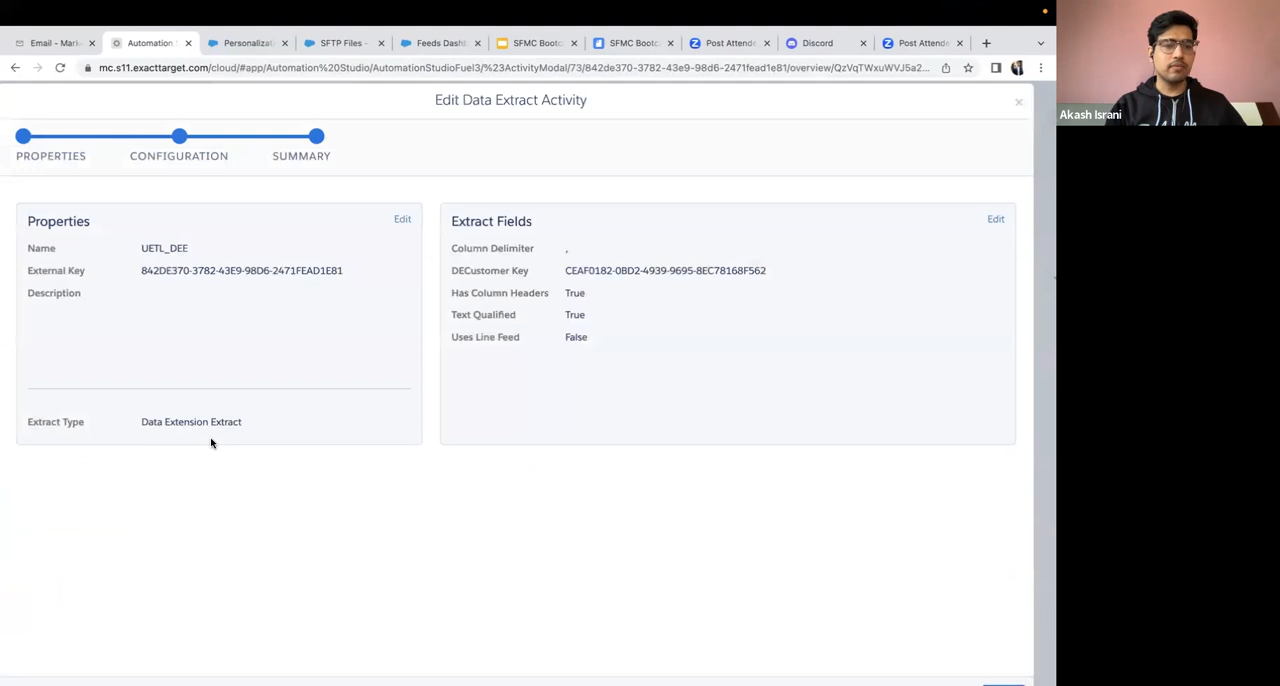 Email - Mark
Automation
Personalizat
SFTP Files -
Feeds Dashb
SFMC Bootc
SFMC Bootc
Post Attende
Discord
Post Attende
mc.s11.exacttarget.com/cloud/#app/Automation%20Studio/AutomationStudioFuel3/%23ActivityModal/73/842de370-3782-43e9-98d6-2471fead1e81/overview/QzVqTWxuWVJ5a2...
Edit Data Extract Activity
PROPERTIES CONFIGURATION SUMMARY
Properties Edit
Name UETL_DEE
External Key 842DE370-3782-43E9-98D6-2471FEAD1E81
Description
Extract Type Data Extension Extract
Extract Fields Edit
Column Delimiter ,
DECustomer Key CEAF0182-0BD2-4939-9695-8EC78168F562
Has Column Headers True
Text Qualified True
Uses Line Feed False
Akash Israni